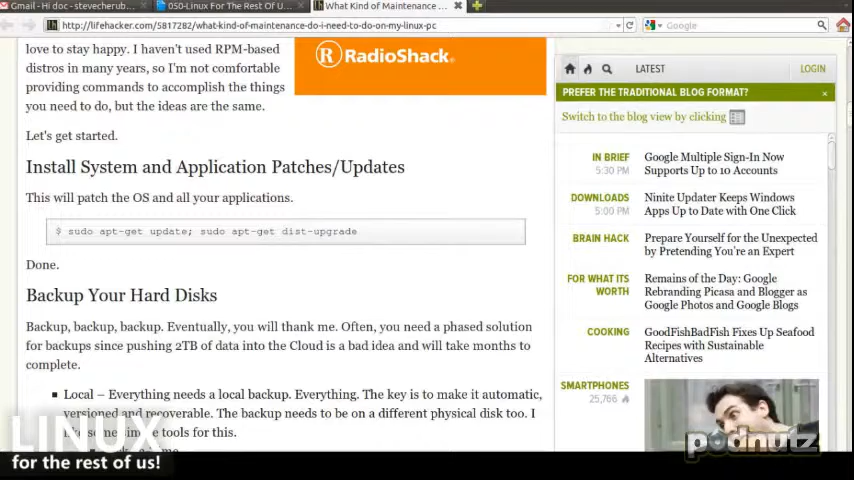 Gmail - Hi doc - stevecherub...
050-Linux For The Rest Of U...
What Kind of Maintenance ...
http://lifehacker.com/5817282/what-kind-of-maintenance-do-i-need-to-do-on-my-linux-pc
Google
love to stay happy. I haven't used RPM-based
distros in many years, so I'm not comfortable
providing commands to accomplish the things
you need to do, but the ideas are the same.
RadioShack.
Let's get started.
Install System and Application Patches/Updates
This will patch the OS and all your applications.
$ sudo apt-get update; sudo apt-get dist-upgrade
Done.
Backup Your Hard Disks
Backup, backup, backup. Eventually, you will thank me. Often, you need a phased solution
for backups since pushing 2TB of data into the Cloud is a bad idea and will take months to
complete.
Local – Everything needs a local backup. Everything. The key is to make it automatic,
versioned and recoverable. The backup needs to be on a different physical disk too. I
some tools for this.
LATEST
LOGIN
PREFER THE TRADITIONAL BLOG FORMAT?
Switch to the blog view by clicking
IN BRIEF
5:30 PM
Google Multiple Sign-In Now
Supports Up to 10 Accounts
DOWNLOADS
5:00 PM
Ninite Updater Keeps Windows
Apps Up to Date with One Click
BRAIN HACK
Prepare Yourself for the Unexpected
by Pretending You're an Expert
FOR WHAT ITS
WORTH
Remains of the Day: Google
Rebranding Picasa and Blogger as
Google Photos and Google Blogs
COOKING
GoodFishBadFish Fixes Up Seafood
Recipes with Sustainable
Alternatives
SMARTPHONES
25,766
LINUX
for the rest of us!
podnutz